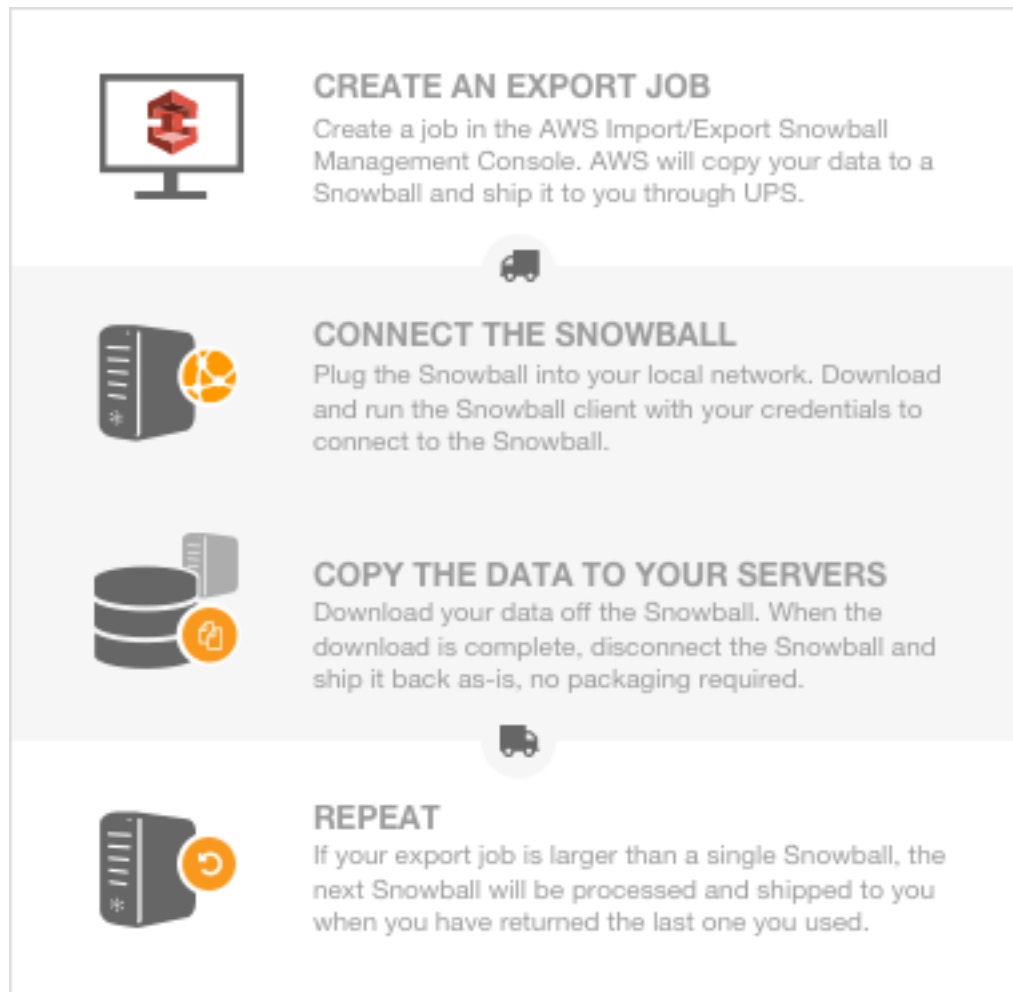 CREATE AN EXPORT JOB
Create a job in the AWS Import/Export Snowball
Management Console. AWS will copy your data to a
Snowball and ship it to you through UPS.
CONNECT THE SNOWBALL
Plug the Snowball into your local network. Download
and run the Snowball client with your credentials to
connect to the Snowball.
COPY THE DATA TO YOUR SERVERS
Download your data off the Snowball. When the
download is complete, disconnect the Snowball and
ship it back as-is, no packaging required.
REPEAT
If your export job is larger than a single Snowball, the
next Snowball will be processed and shipped to you
when you have returned the last one you used.